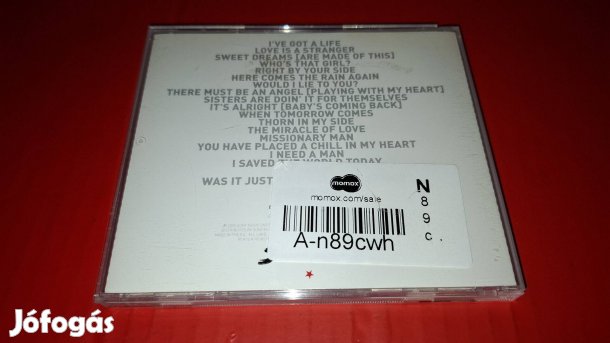 I'VE GOT A LIFE
LOVE IS A STRANGER
SWEET DREAMS [ARE MADE OF THIS]
WHO'S THAT GIRL?
RIGHT BY YOUR SIDE
HERE COMES THE RAIN AGAIN
WOULD I LIE TO YOU?
THERE MUST BE AN ANGEL [PLAYING WITH MY HEART]
SISTERS ARE DOIN' IT FOR THEMSELVES
IT'S ALRIGHT [BABY'S COMING BACK]
WHEN TOMORROW COMES
THORN IN MY SIDE
THE MIRACLE OF LOVE
MISSIONARY MAN
YOU HAVE PLACED A CHILL IN MY HEART
I NEED A MAN
I SAVED THE WORLD TODAY
WAS IT JUST
momox
momox.com/sale
A-n89cwh
N
8
9
c.
Jófogás